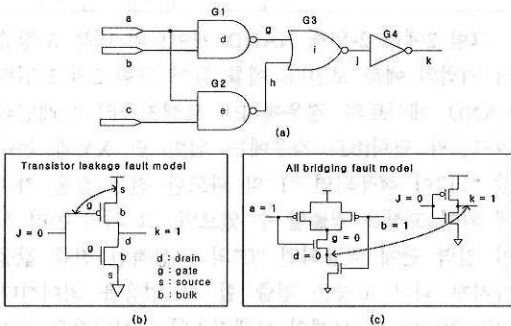 a
b
c
G1
d
g
G2
e
h
G3
i
j
G4
k
(a)
Transistor leakage fault model
s
g
b
J = 0
k = 1
d
g
b
s
d : drain
g : gate
s : source
b : bulk
(b)
All bridging fault model
a = 1
g = 0
d = 0
b = 1
J = 0
k = 1
(c)